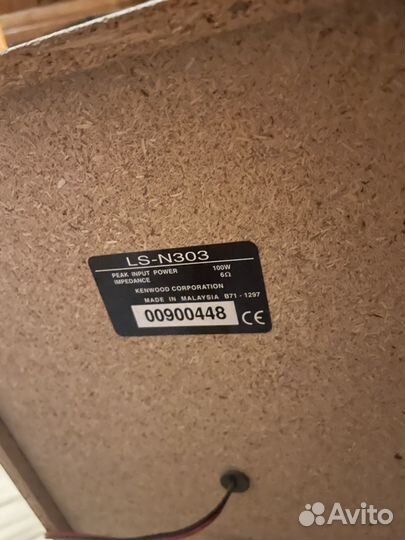 LS-N303
PEAK INPUT POWER 100W
IMPEDANCE 6Ω
KENWOOD CORPORATION
MADE IN MALAYSIA B71-1297
00900448 CE
Avito